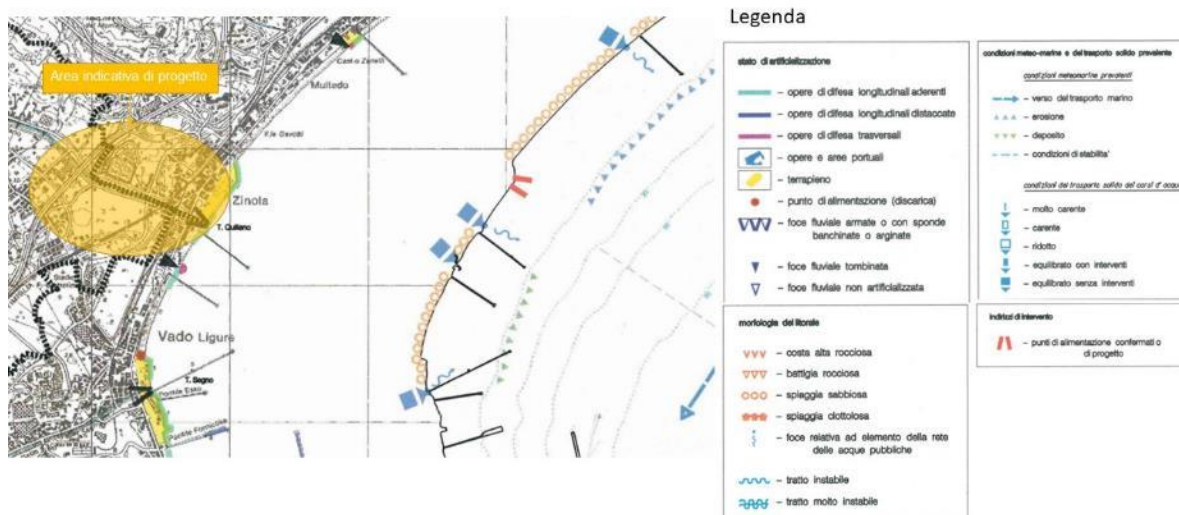 Legenda
Area indicativa di progetto
Multedo
Zinola
T. Quiliano
Vado Ligure
T. Segno
stato di artificializzazione
- opere di difesa longitudinali aderenti
- opere di difesa longitudinali distaccate
- opere di difesa trasversali
- opere e aree portuali
- terrapieno
- punto di alimentazione (discarica)
- foce fluviale armate o con sponde
banchinate o arginate
- foce fluviale tombinata
- foce fluviale non artificializzata
morfologia del litorale
- costa alta rocciosa
- battigia rocciosa
- spiaggia sabbiosa
- spiaggia ciottolosa
- foce relativa ad elemento della rete
delle acque pubbliche
- tratto instabile
- tratto molto instabile
condizioni meteo-marine e del trasporto solido prevalente
condizioni meteomarine prevalenti
- verso del trasporto marino
- erosione
- deposito
- condizioni di stabilita'
condizioni del trasporto solido dei corsi d'acqua
- molto carente
- carente
- ridotto
- equilibrato con interventi
- equilibrato senza interventi
indirizzi di intervento
- punti di alimentazione confermati o
di progetto